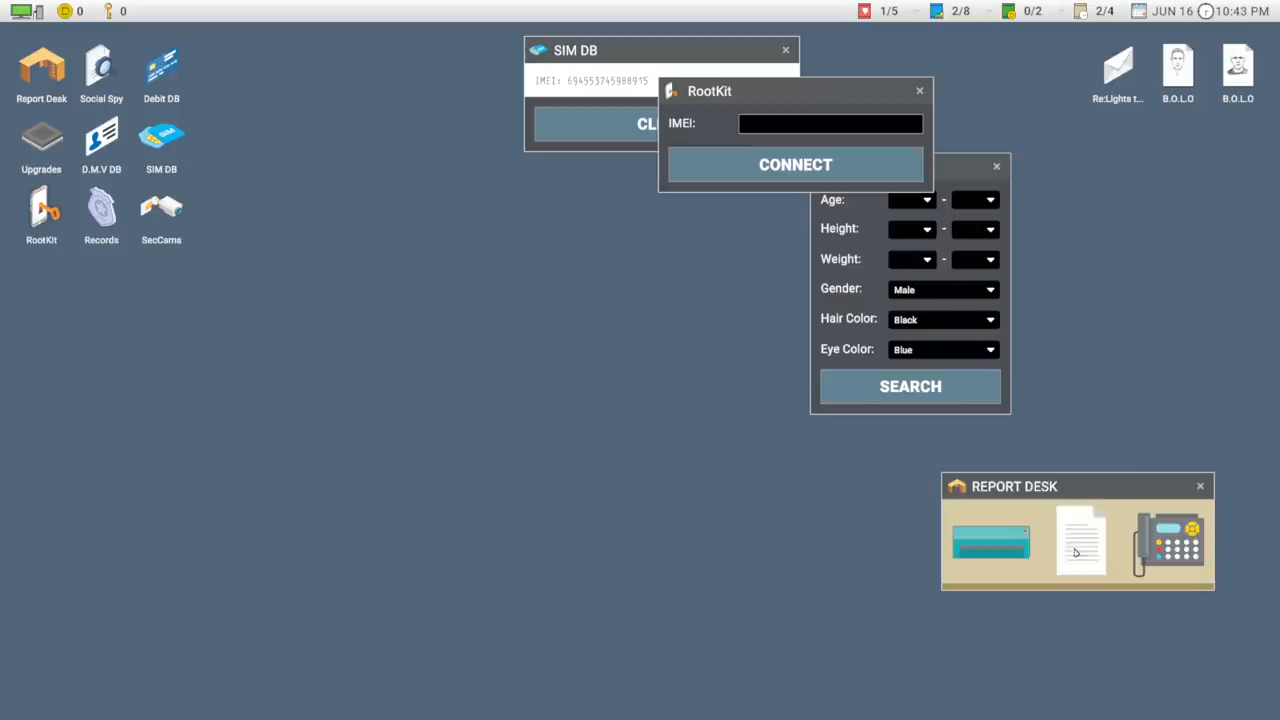 0 0 1/5 2/8 0/2 2/4 JUN 16 10:43 PM
Report Desk Social Spy Debit DB
Upgrades D.M.V DB SIM SIM DB
RootKit Records SecCams
Re:Lights t... B.O.L.O B.O.L.O
SIM DB
IMEI: 694553745988915
CL
RootKit
IMEI:
CONNECT
Age: -
Height: -
Weight: -
Gender: Male
Hair Color: Black
Eye Color: Blue
SEARCH
REPORT DESK